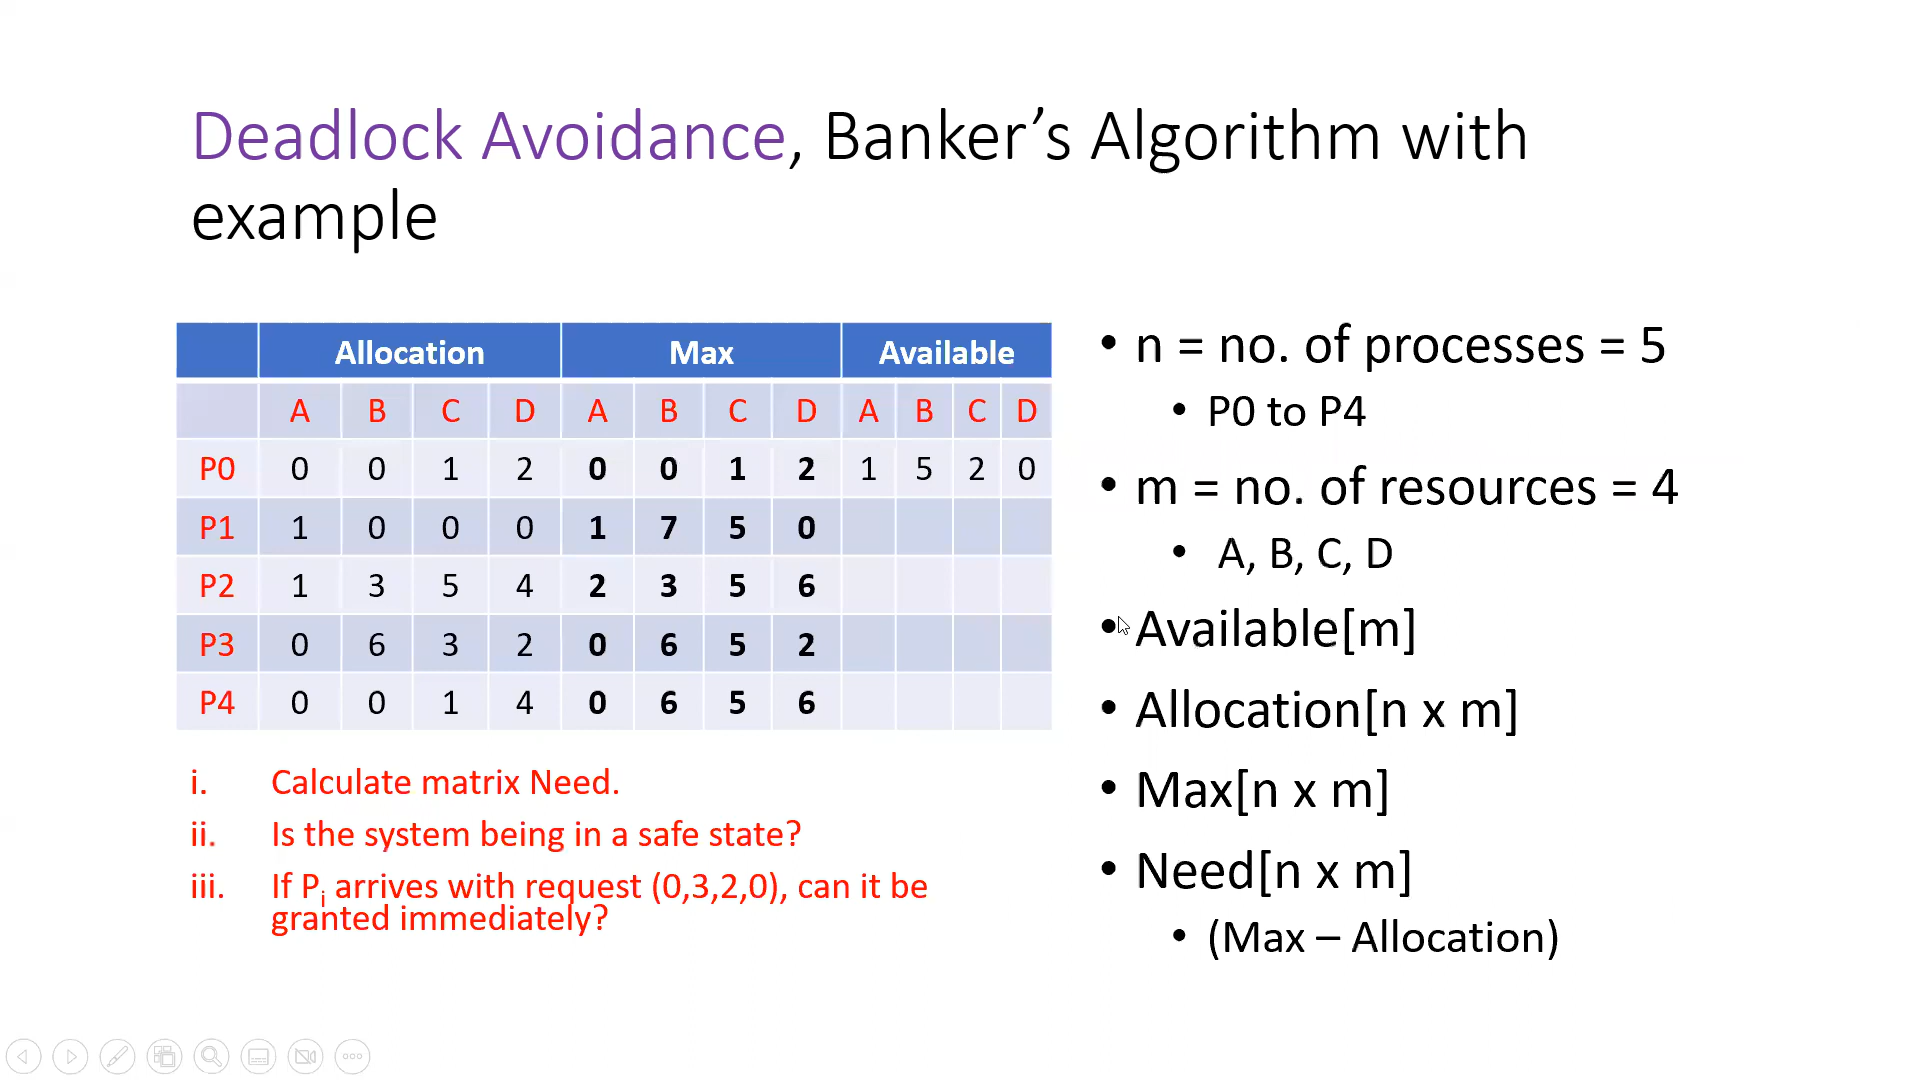 Deadlock Avoidance, Banker’s Algorithm with
example
Allocation Max Available
A B C D A B C D A B C D
P0 0 0 1 2 0 0 1 2 1 5 2 0
P1 1 0 0 0 1 7 5 0
P2 1 3 5 4 2 3 5 6
P3 0 6 3 2 0 6 5 2
P4 0 0 1 4 0 6 5 6
i. Calculate matrix Need.
ii. Is the system being in a safe state?
iii. If Pi arrives with request (0,3,2,0), can it be
granted immediately?
• n = no. of processes = 5
• P0 to P4
• m = no. of resources = 4
• A, B, C, D
• Available[m]
• Allocation[n x m]
• Max[n x m]
• Need[n x m]
• (Max – Allocation)